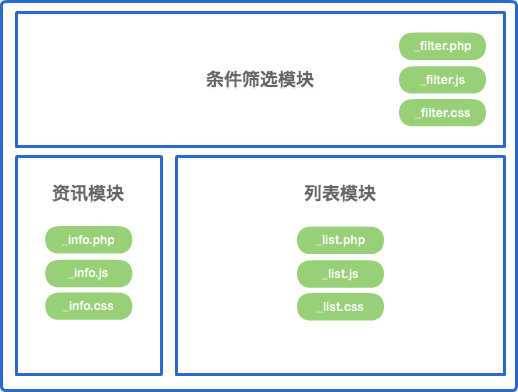 条件筛选模块
_filter.php
_filter.js
_filter.css
资讯模块
_info.php
_info.js
_info.css
列表模块
_list.php
_list.js
_list.css